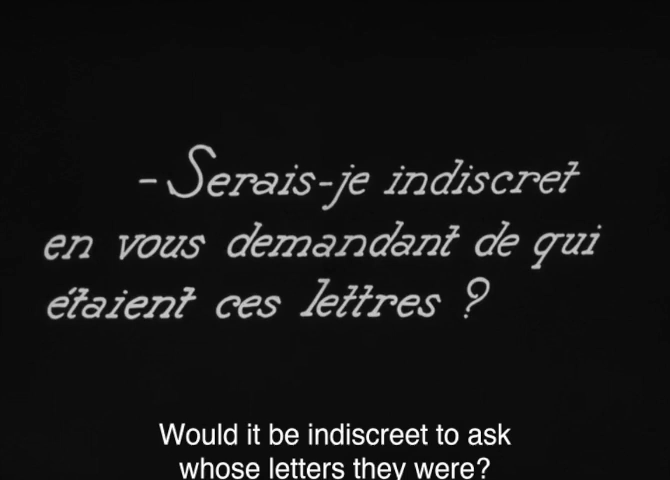 - Serais-je indiscret
en vous demandant de qui
étaient ces lettres ?
Would it be indiscreet to ask
whose letters they were?